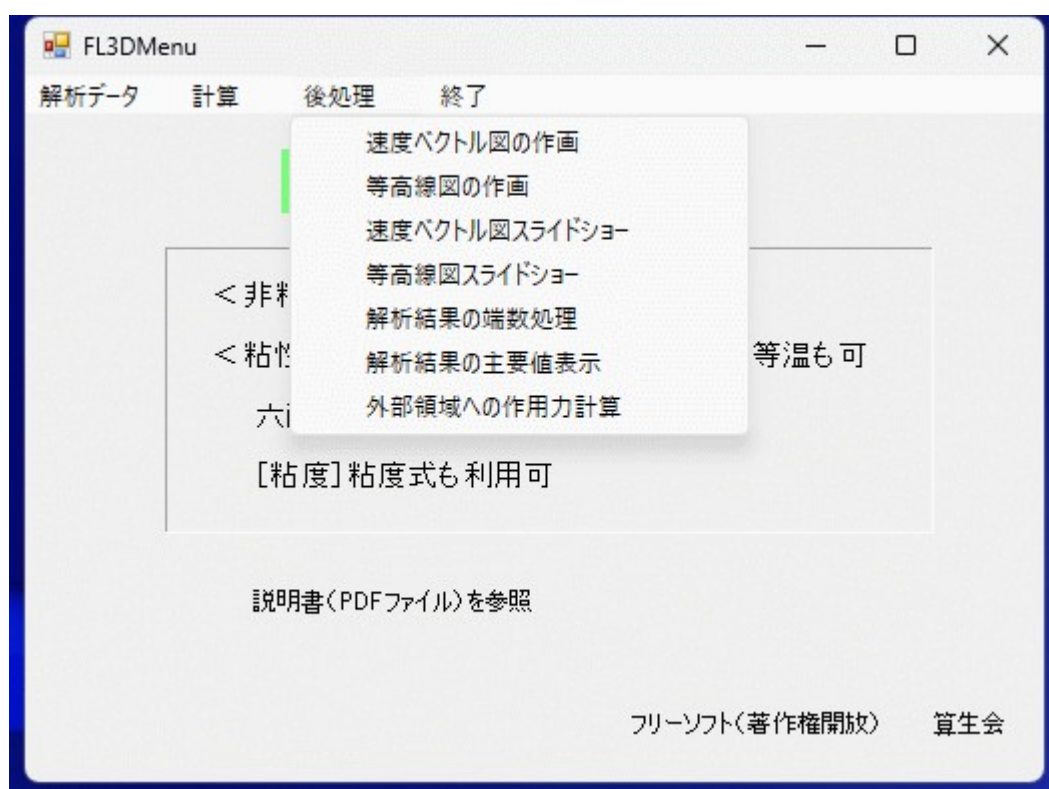 FL3DMenu
解析データ 計算 後処理 終了
速度ベクトル図の作画
等高線図の作画
速度ベクトル図スライドショー
等高線図スライドショー
解析結果の端数処理
解析結果の主要値表示
外部領域への作用力計算
＜非
＜粘性 等温も可
六
[粘度]粘度式も利用可
説明書(PDFファイル)を参照
フリーソフト(著作権開放) 算生会